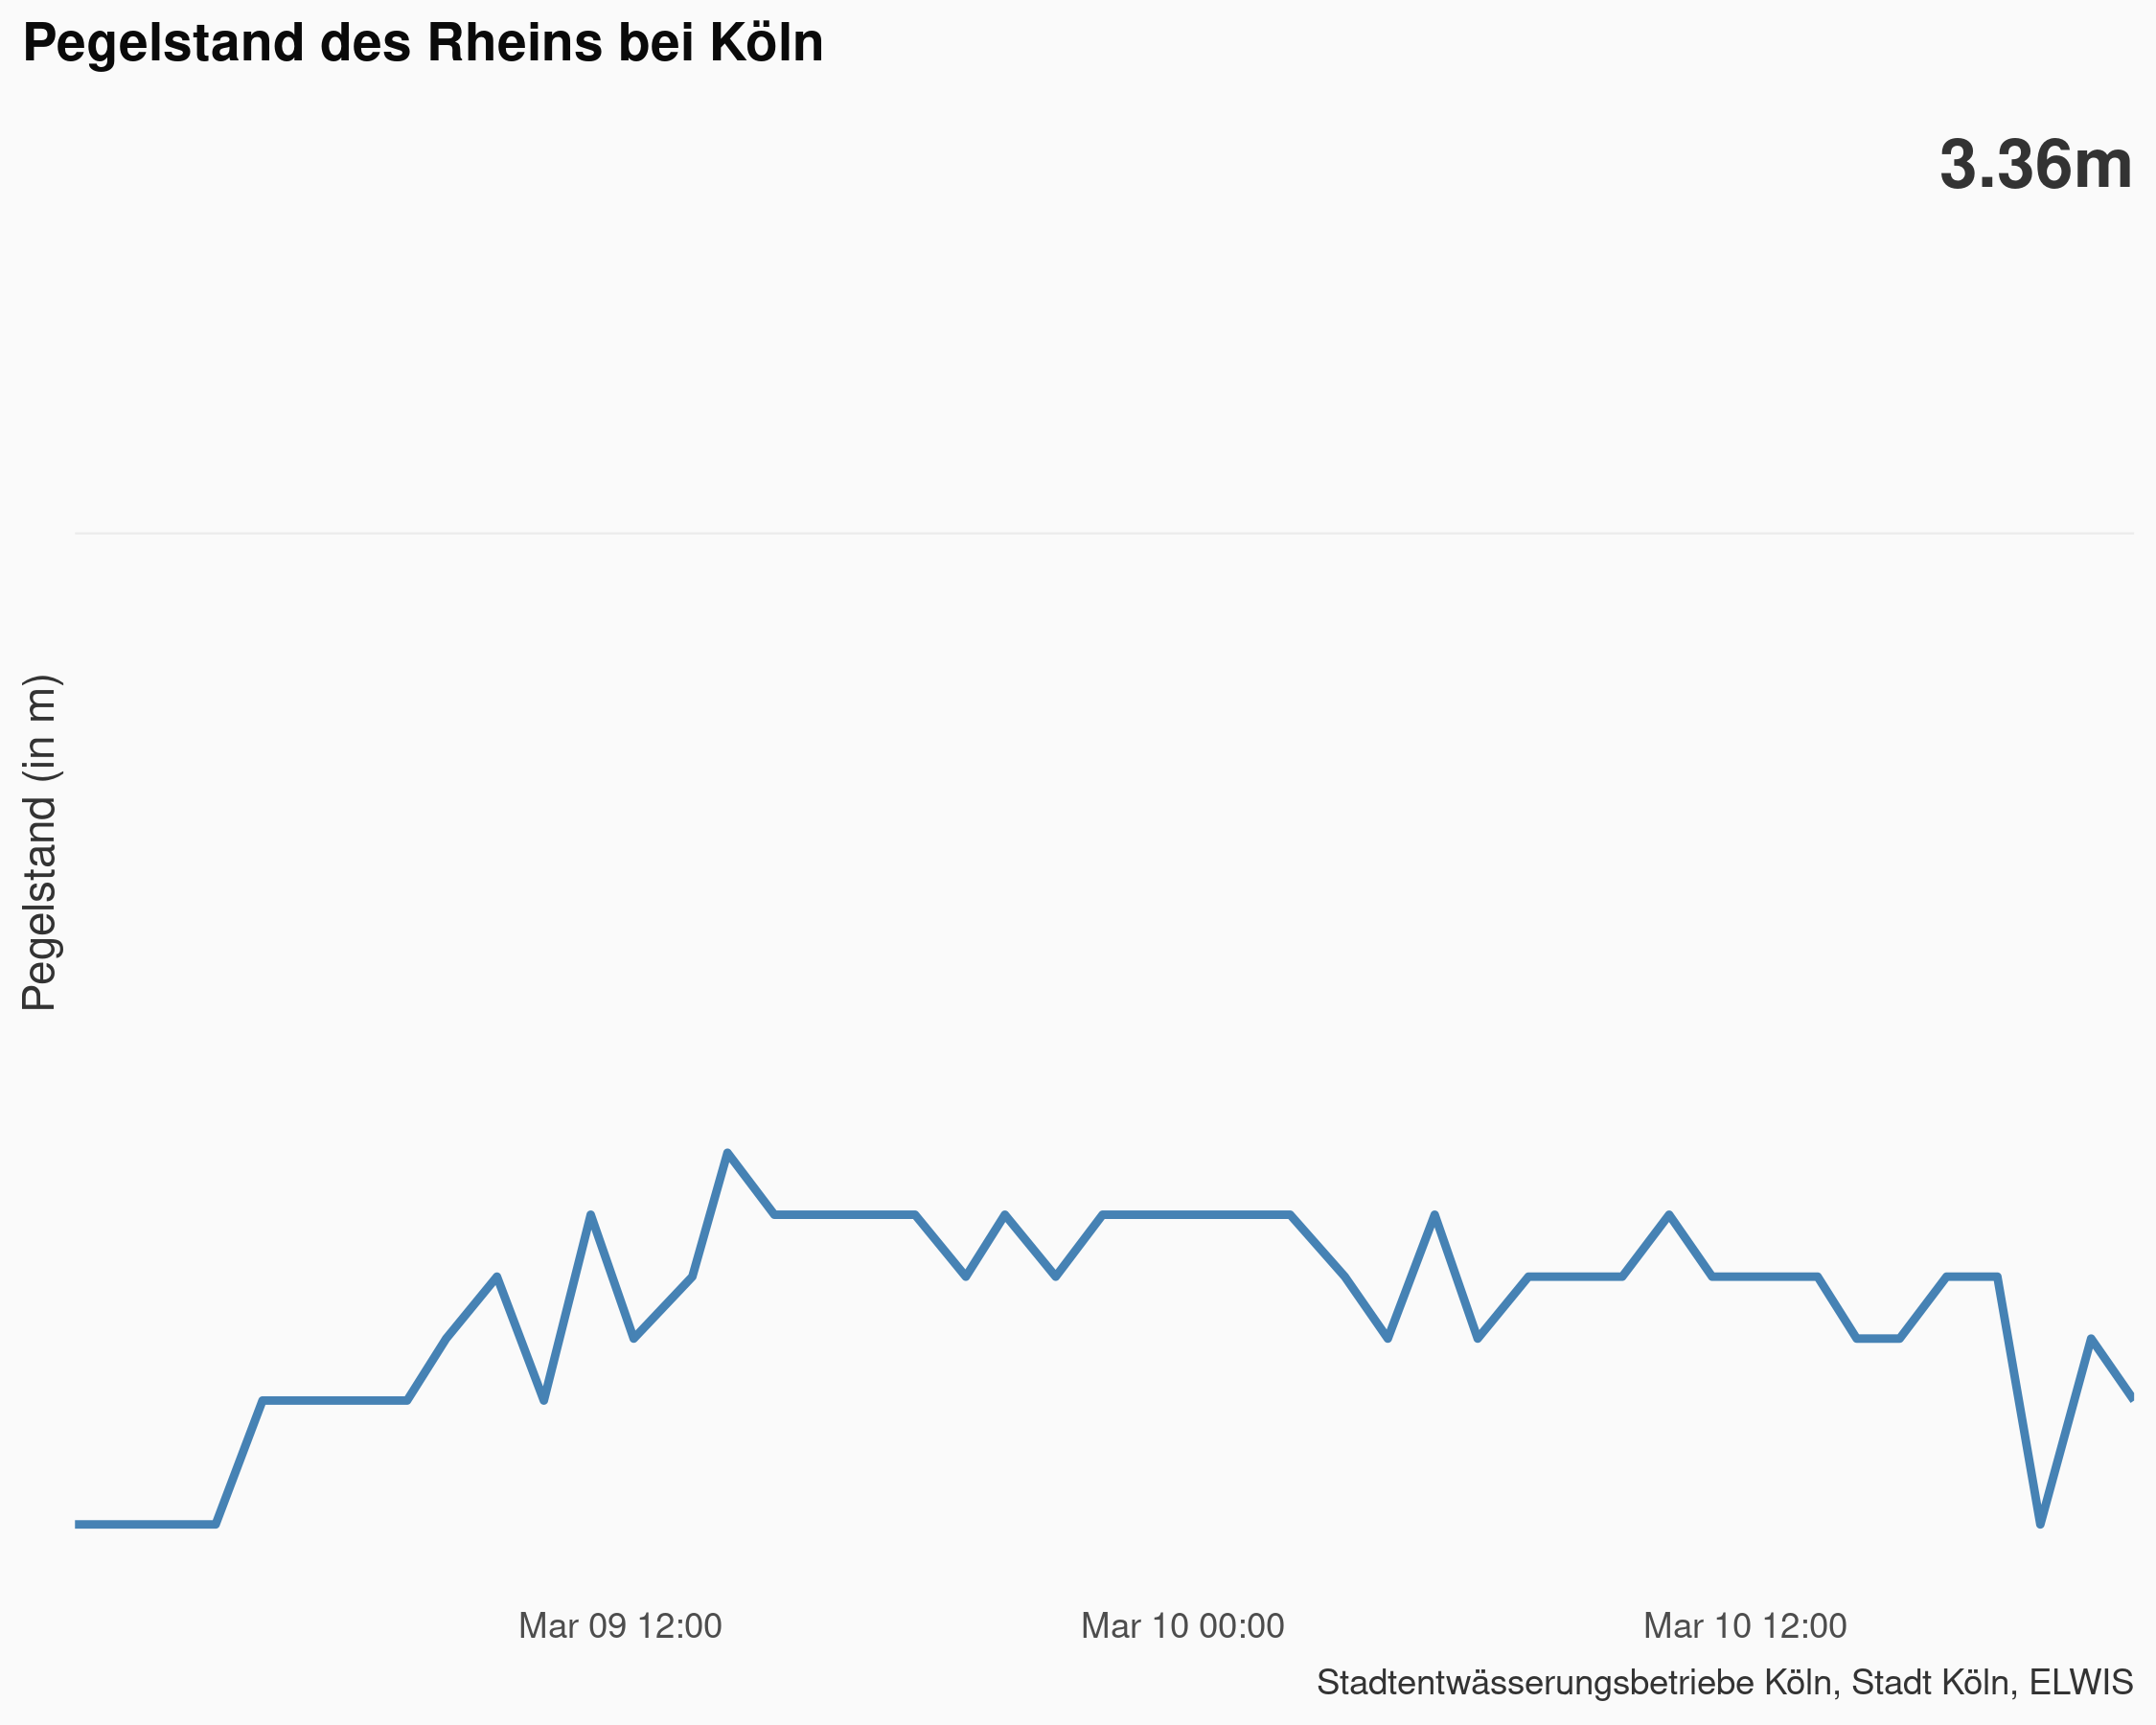 Pegelstand des Rheins bei Köln
3.36m
Pegelstand (in m)
Mar 09 12:00
Mar 10 00:00
Mar 10 12:00
Stadtentwässerungsbetriebe Köln, Stadt Köln, ELWIS